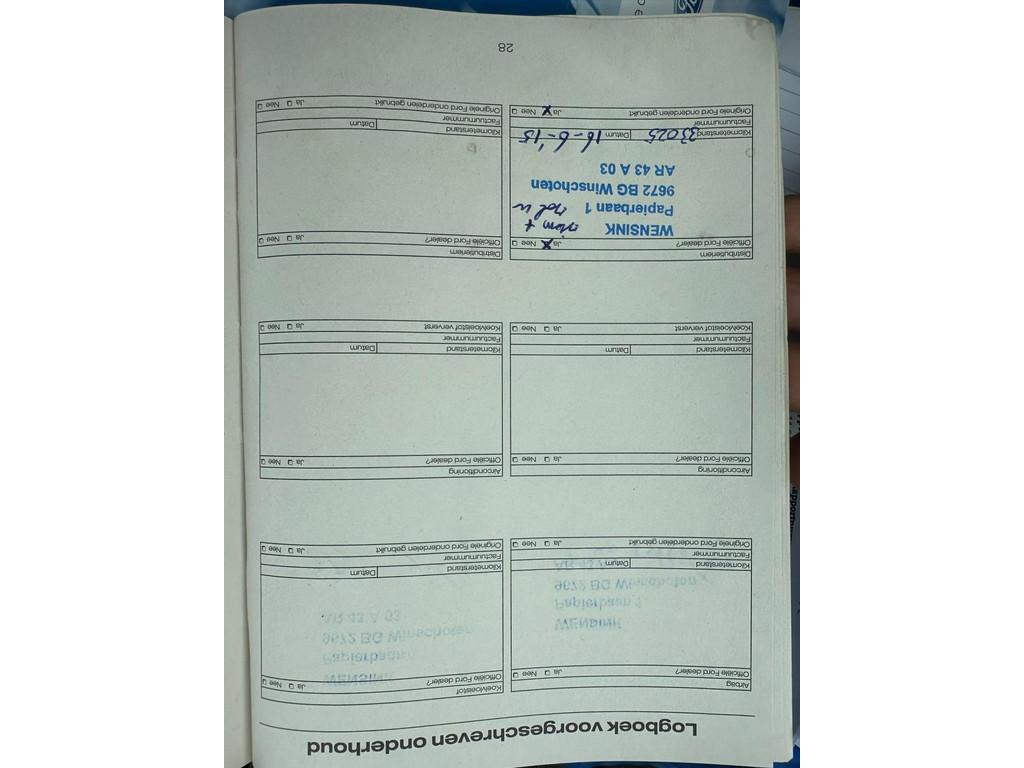 Logboek voorgeschreven onderhoud
Airbag
Officiële Ford dealer? Ja Nee
Kilometerstand Datum
Factuurnummer
Originele Ford onderdelen gebruikt Ja Nee
Koelvloeistof
Officiële Ford dealer? Ja Nee
Kilometerstand Datum
Factuurnummer
Originele Ford onderdelen gebruikt Ja Nee
Airconditioning
Officiële Ford dealer? Ja Nee
Kilometerstand Datum
Factuurnummer
Koelvloeistof ververst Ja Nee
Airconditioning
Officiële Ford dealer? Ja Nee
Kilometerstand Datum
Factuurnummer
Koelvloeistof ververst Ja Nee
Distributieriem
Officiële Ford dealer? Ja Nee
WENSINK
Papierbaan 1
9672 BG Winschoten
AR 43 A 03
Kilometerstand 33025 Datum 16-6-'15
Factuurnummer
Originele Ford onderdelen gebruikt Ja Nee
Distributieriem
Officiële Ford dealer? Ja Nee
Kilometerstand Datum
Factuurnummer
Originele Ford onderdelen gebruikt Ja Nee
28